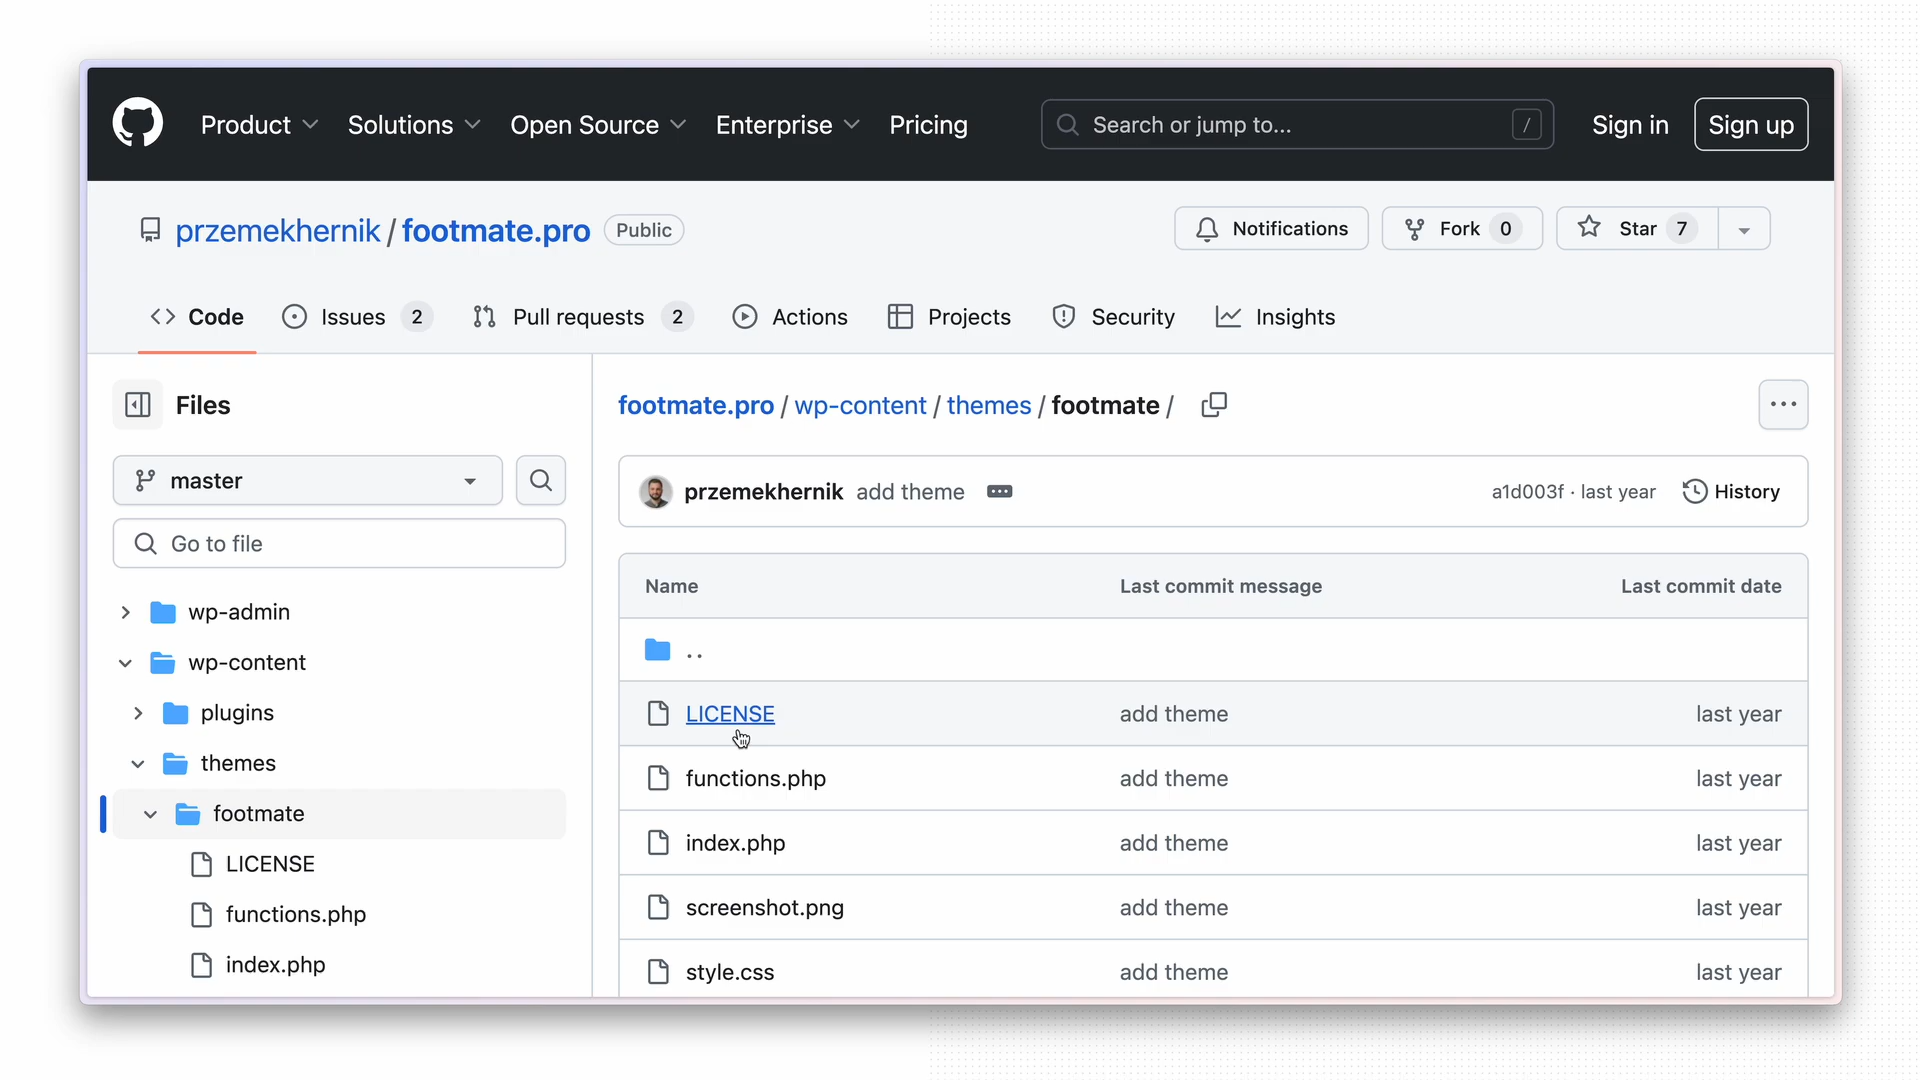 Product Solutions Open Source Enterprise Pricing Search or jump to... / Sign in Sign up
przemekhernik / footmate.pro Public Notifications Fork 0 Star 7
Code Issues 2 Pull requests 2 Actions Projects Security Insights
Files
master
Go to file
wp-admin
wp-content
plugins
themes
footmate
LICENSE
functions.php
index.php
footmate.pro / wp-content / themes / footmate /
przemekhernik add theme a1d003f · last year History
Name Last commit message Last commit date
..
LICENSE add theme last year
functions.php add theme last year
index.php add theme last year
screenshot.png add theme last year
style.css add theme last year